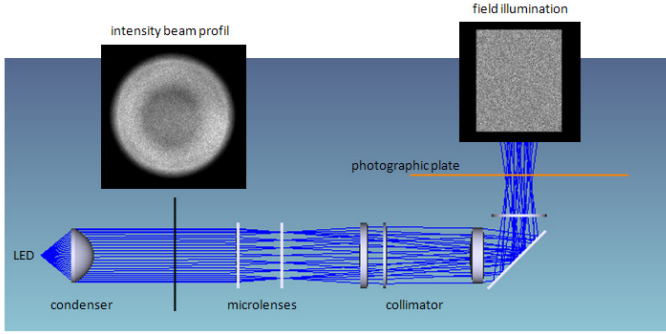 intensity beam profil
field illumination
photographic plate
LED
condenser
microlenses
collimator